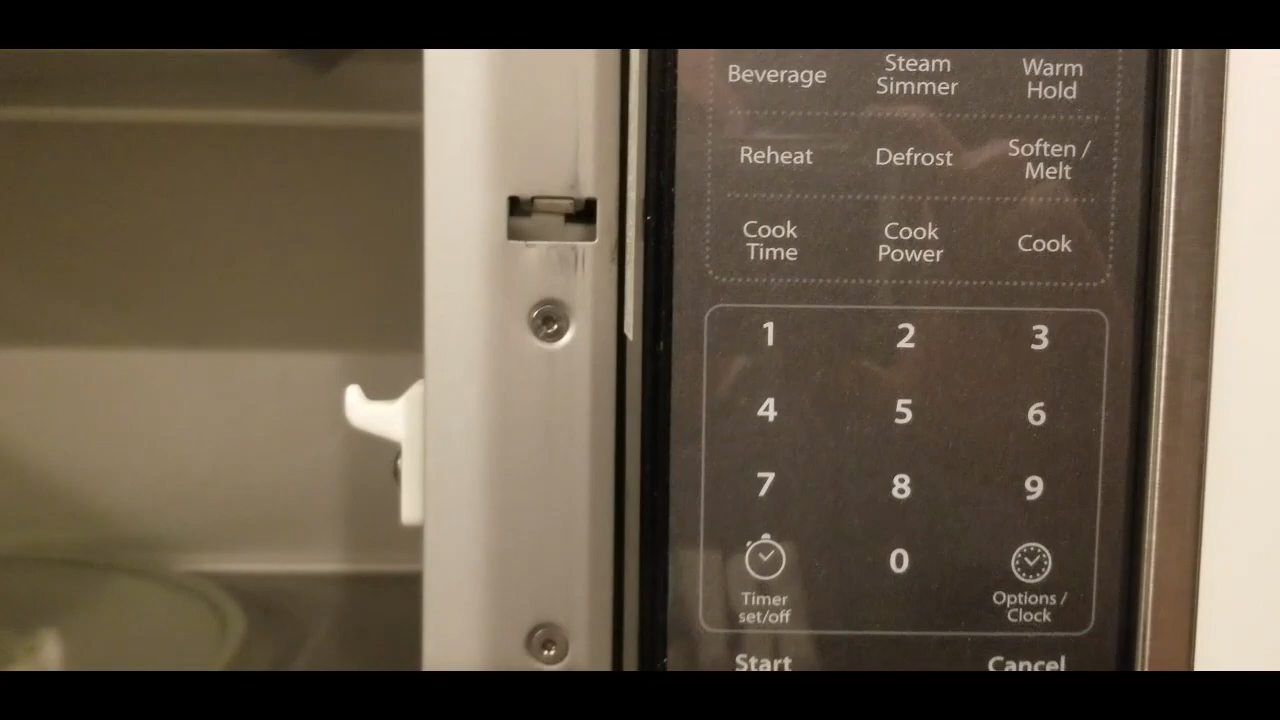 Beverage
Steam
Simmer
Warm
Hold
Reheat
Defrost
Soften /
Melt
Cook
Time
Cook
Power
Cook
1 2 3
4 5 6
7 8 9
0
Timer
set/off
Options /
Clock
Start
Cancel